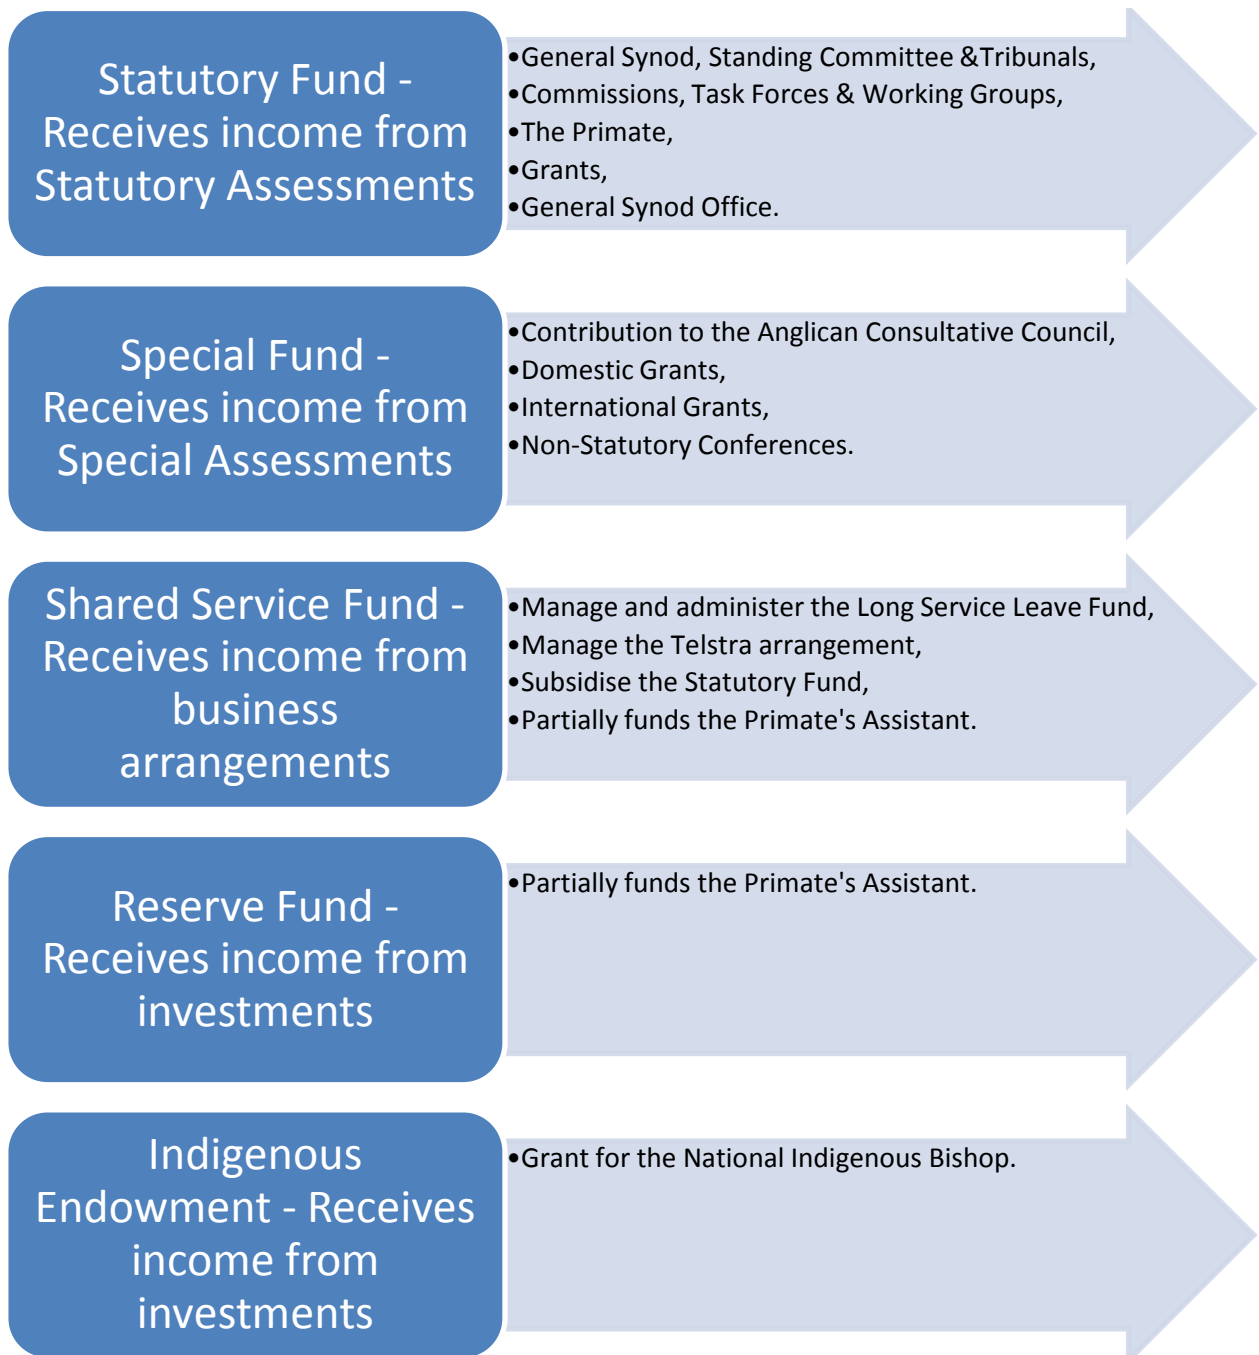 Statutory Fund -
Receives income from
Statutory Assessments
•General Synod, Standing Committee &Tribunals,
•Commissions, Task Forces & Working Groups,
•The Primate,
•Grants,
•General Synod Office.
Special Fund -
Receives income from
Special Assessments
•Contribution to the Anglican Consultative Council,
•Domestic Grants,
•International Grants,
•Non-Statutory Conferences.
Shared Service Fund -
Receives income from
business
arrangements
•Manage and administer the Long Service Leave Fund,
•Manage the Telstra arrangement,
•Subsidise the Statutory Fund,
•Partially funds the Primate's Assistant.
Reserve Fund -
Receives income from
investments
•Partially funds the Primate's Assistant.
Indigenous
Endowment - Receives
income from
investments
•Grant for the National Indigenous Bishop.